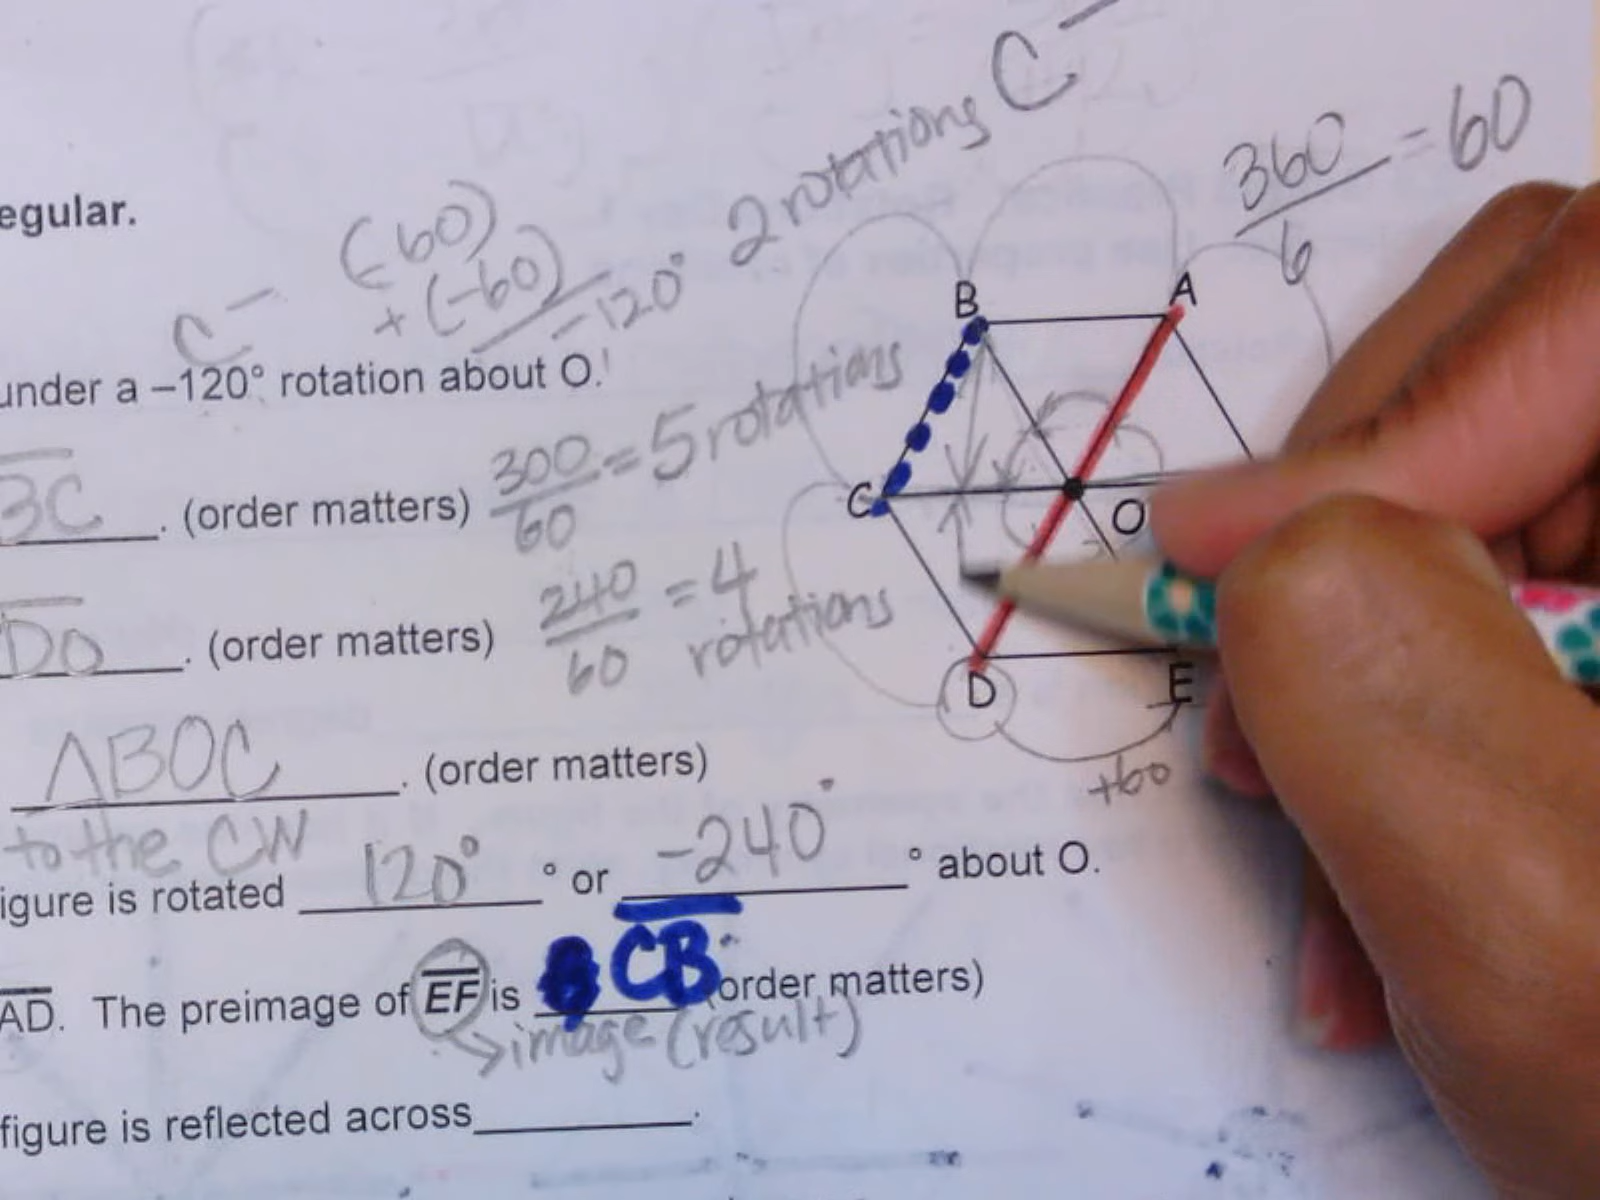 C -
2 rotations
360/6 = 60
egular.
(-60)
+(-60)
-120°
C -
under a –120° rotation about O.
B
A
C
O
D
E
+60
BC . (order matters) 300/60 = 5 rotations
DO . (order matters) 240/60 = 4 rotations
ΔBOC . (order matters)
to the CW
igure is rotated 120° ° or -240° ° about O.
AD. The preimage of EF is CB (order matters)
image (result)
figure is reflected across________.